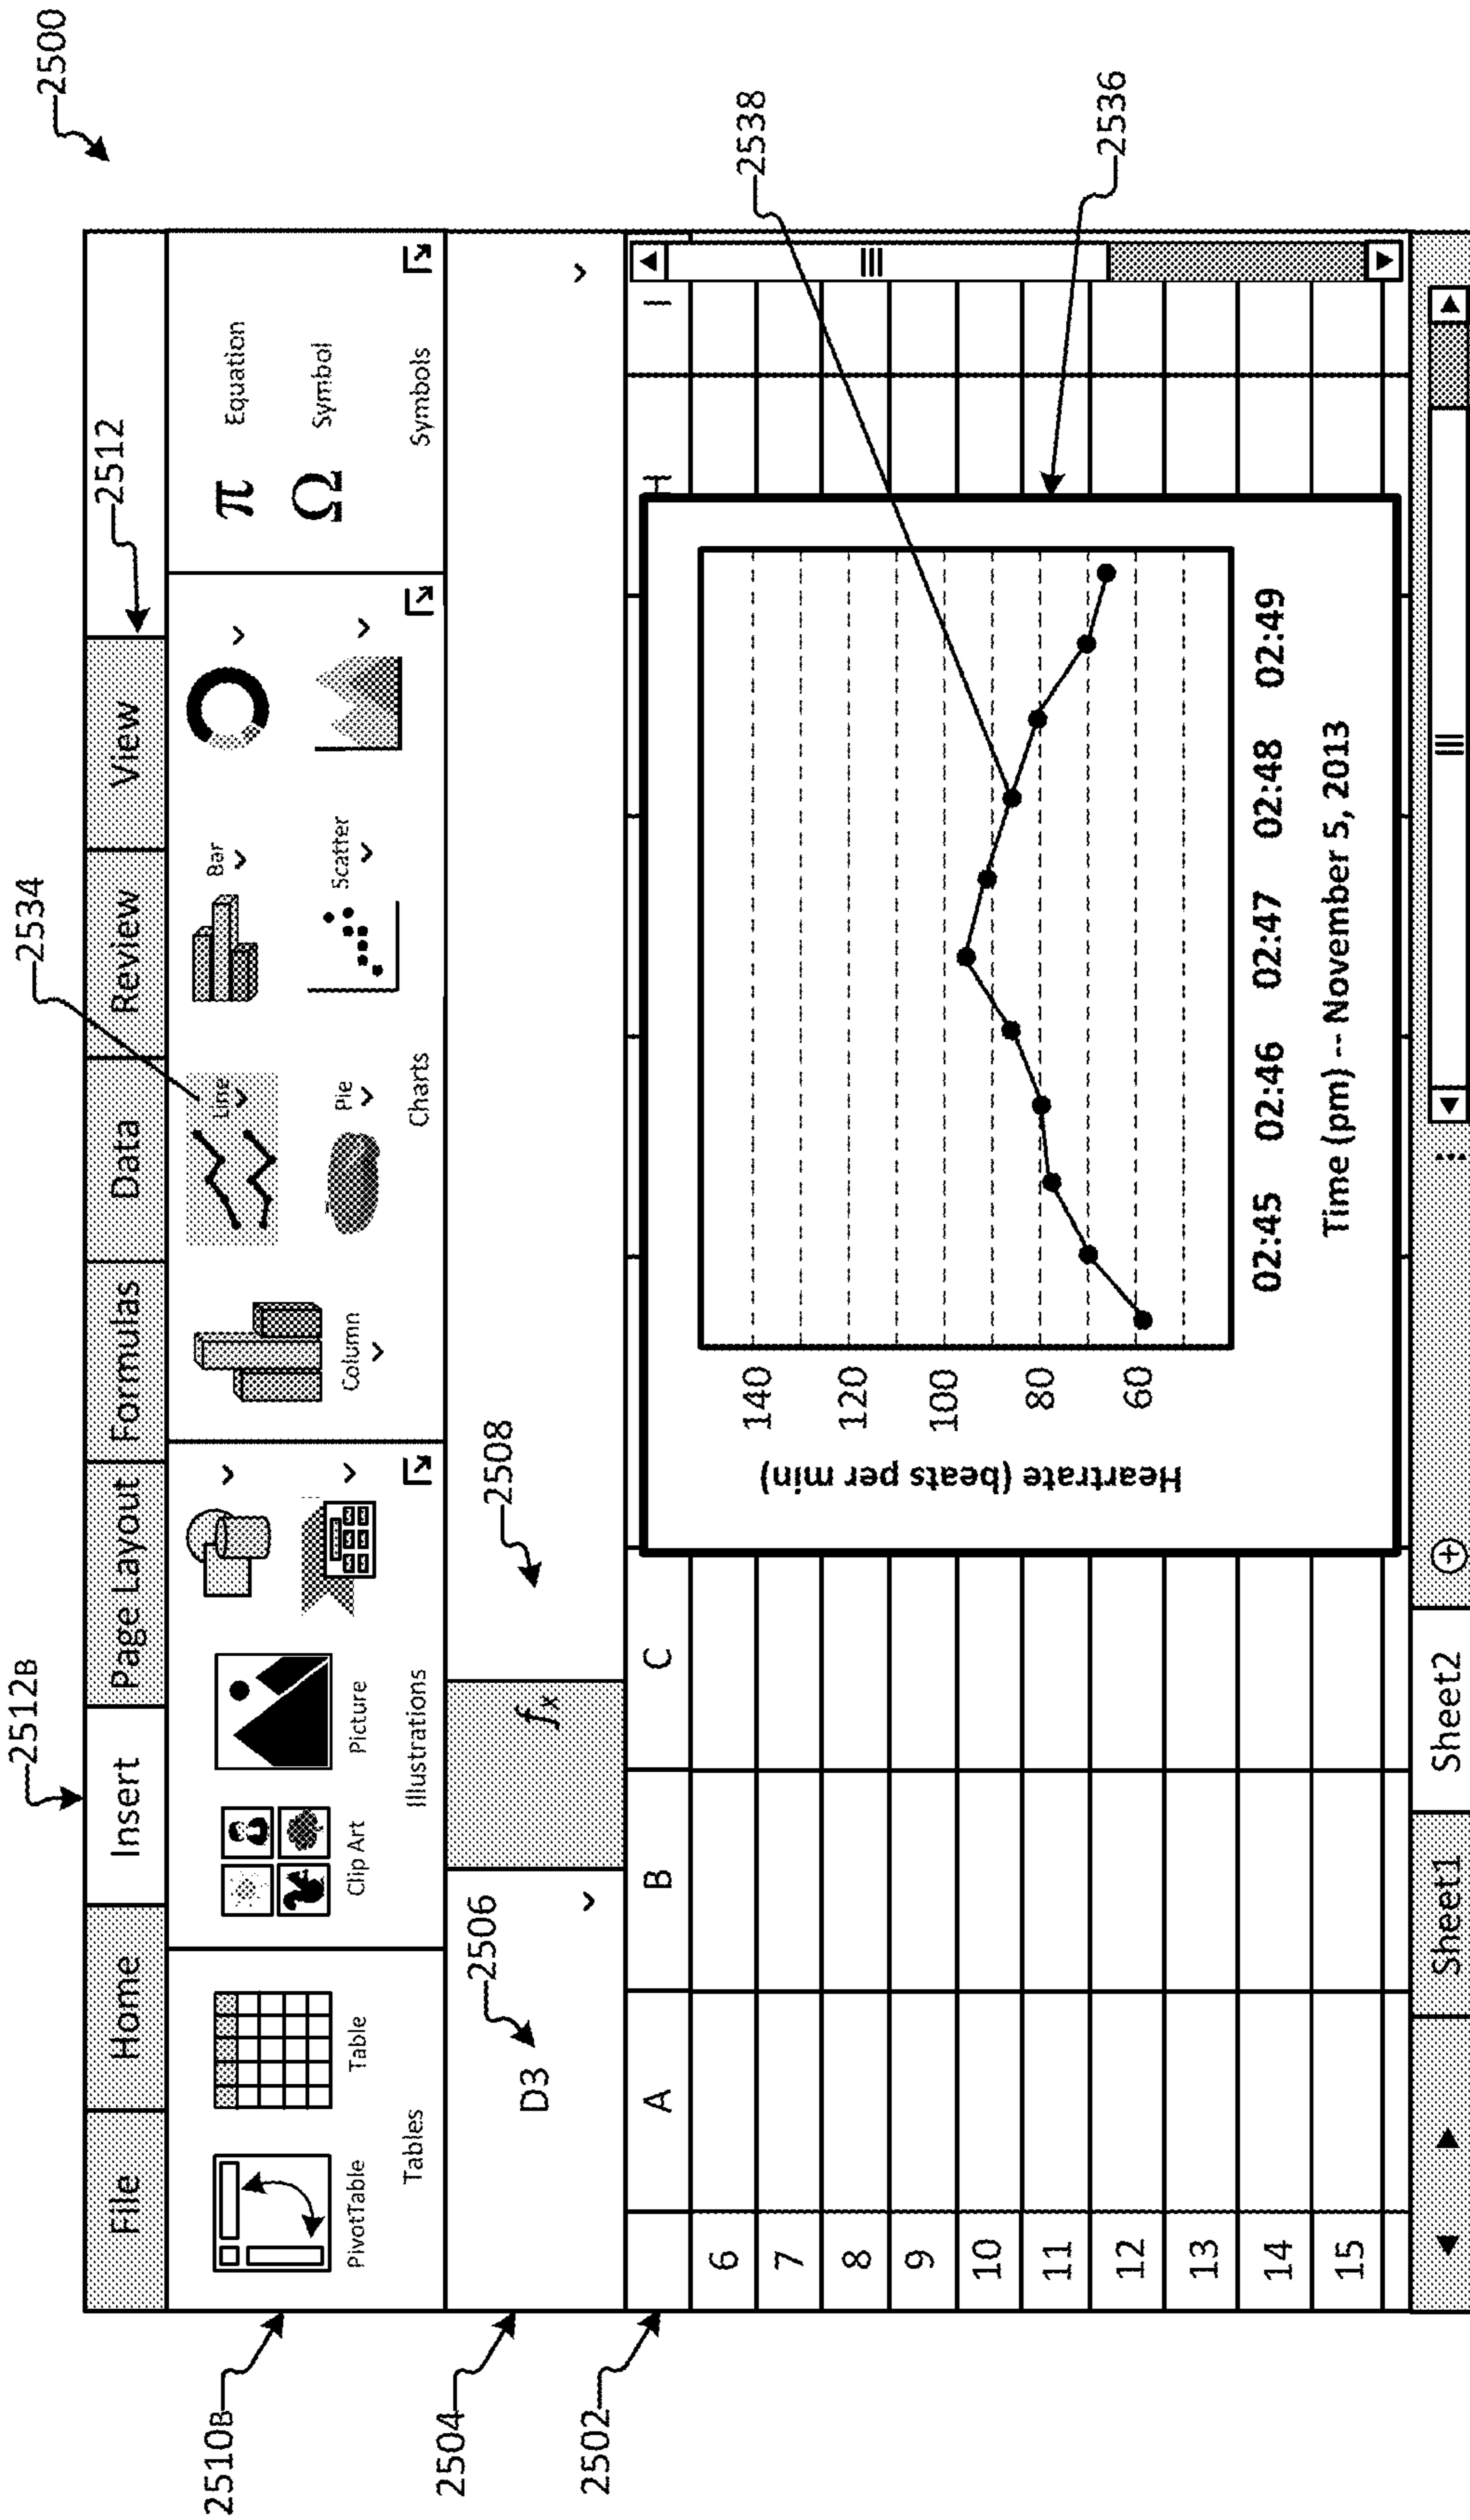 2500
2512B
2534
2512
File Home Insert Page Layout Formulas Data Review View
PivotTable
Table
Tables
Clip Art
Picture
Illustrations
Column
Line
Pie
Bar
Scatter
Charts
π Equation
Ω Symbol
Symbols
2510B
2504
2502
2506
2508
D3
fx
2538
2536
A B C H I
6
7
8
9
10
11
12
13
14
15
Heartrate (beats per min)
140
120
100
80
60
02:45 02:46 02:47 02:48 02:49
Time (pm) -- November 5, 2013
Sheet1 Sheet2